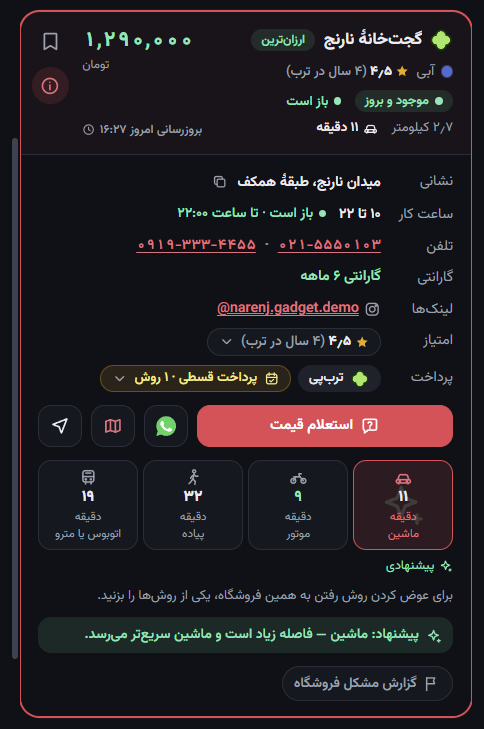 گجت‌خانهٔ نارنج ارزان‌ترین ۱,۲۹۰,۰۰۰
تومان
آبی ۴٫۵ (۴ سال در ترب)
موجود و بروز باز است
۲٫۷ کیلومتر ۱۱ دقیقه بروزرسانی امروز ۱۶:۲۷
نشانی میدان نارنج، طبقهٔ همکف
ساعت کار ۱۰ تا ۲۲ باز است · تا ساعت ۲۲:۰۰
تلفن ۰۲۱-۵۵۵۰۱۰۳ · ۰۹۱۹-۳۳۳-۴۴۵۵
گارانتی گارانتی ۶ ماهه
لینک‌ها @narenj.gadget.demo
امتیاز ۴٫۵ (۴ سال در ترب)
پرداخت ترب‌پی پرداخت قسطی ۱۰ روش
استعلام قیمت
۱۱ دقیقه ماشین
۹ دقیقه موتور
۳۲ دقیقه پیاده
۱۹ دقیقه اتوبوس یا مترو
پیشنهادی
برای عوض کردن روش رفتن به همین فروشگاه، یکی از روش‌ها را بزنید.
پیشنهاد: ماشین — فاصله زیاد است و ماشین سریع‌تر می‌رسد.
گزارش مشکل فروشگاه